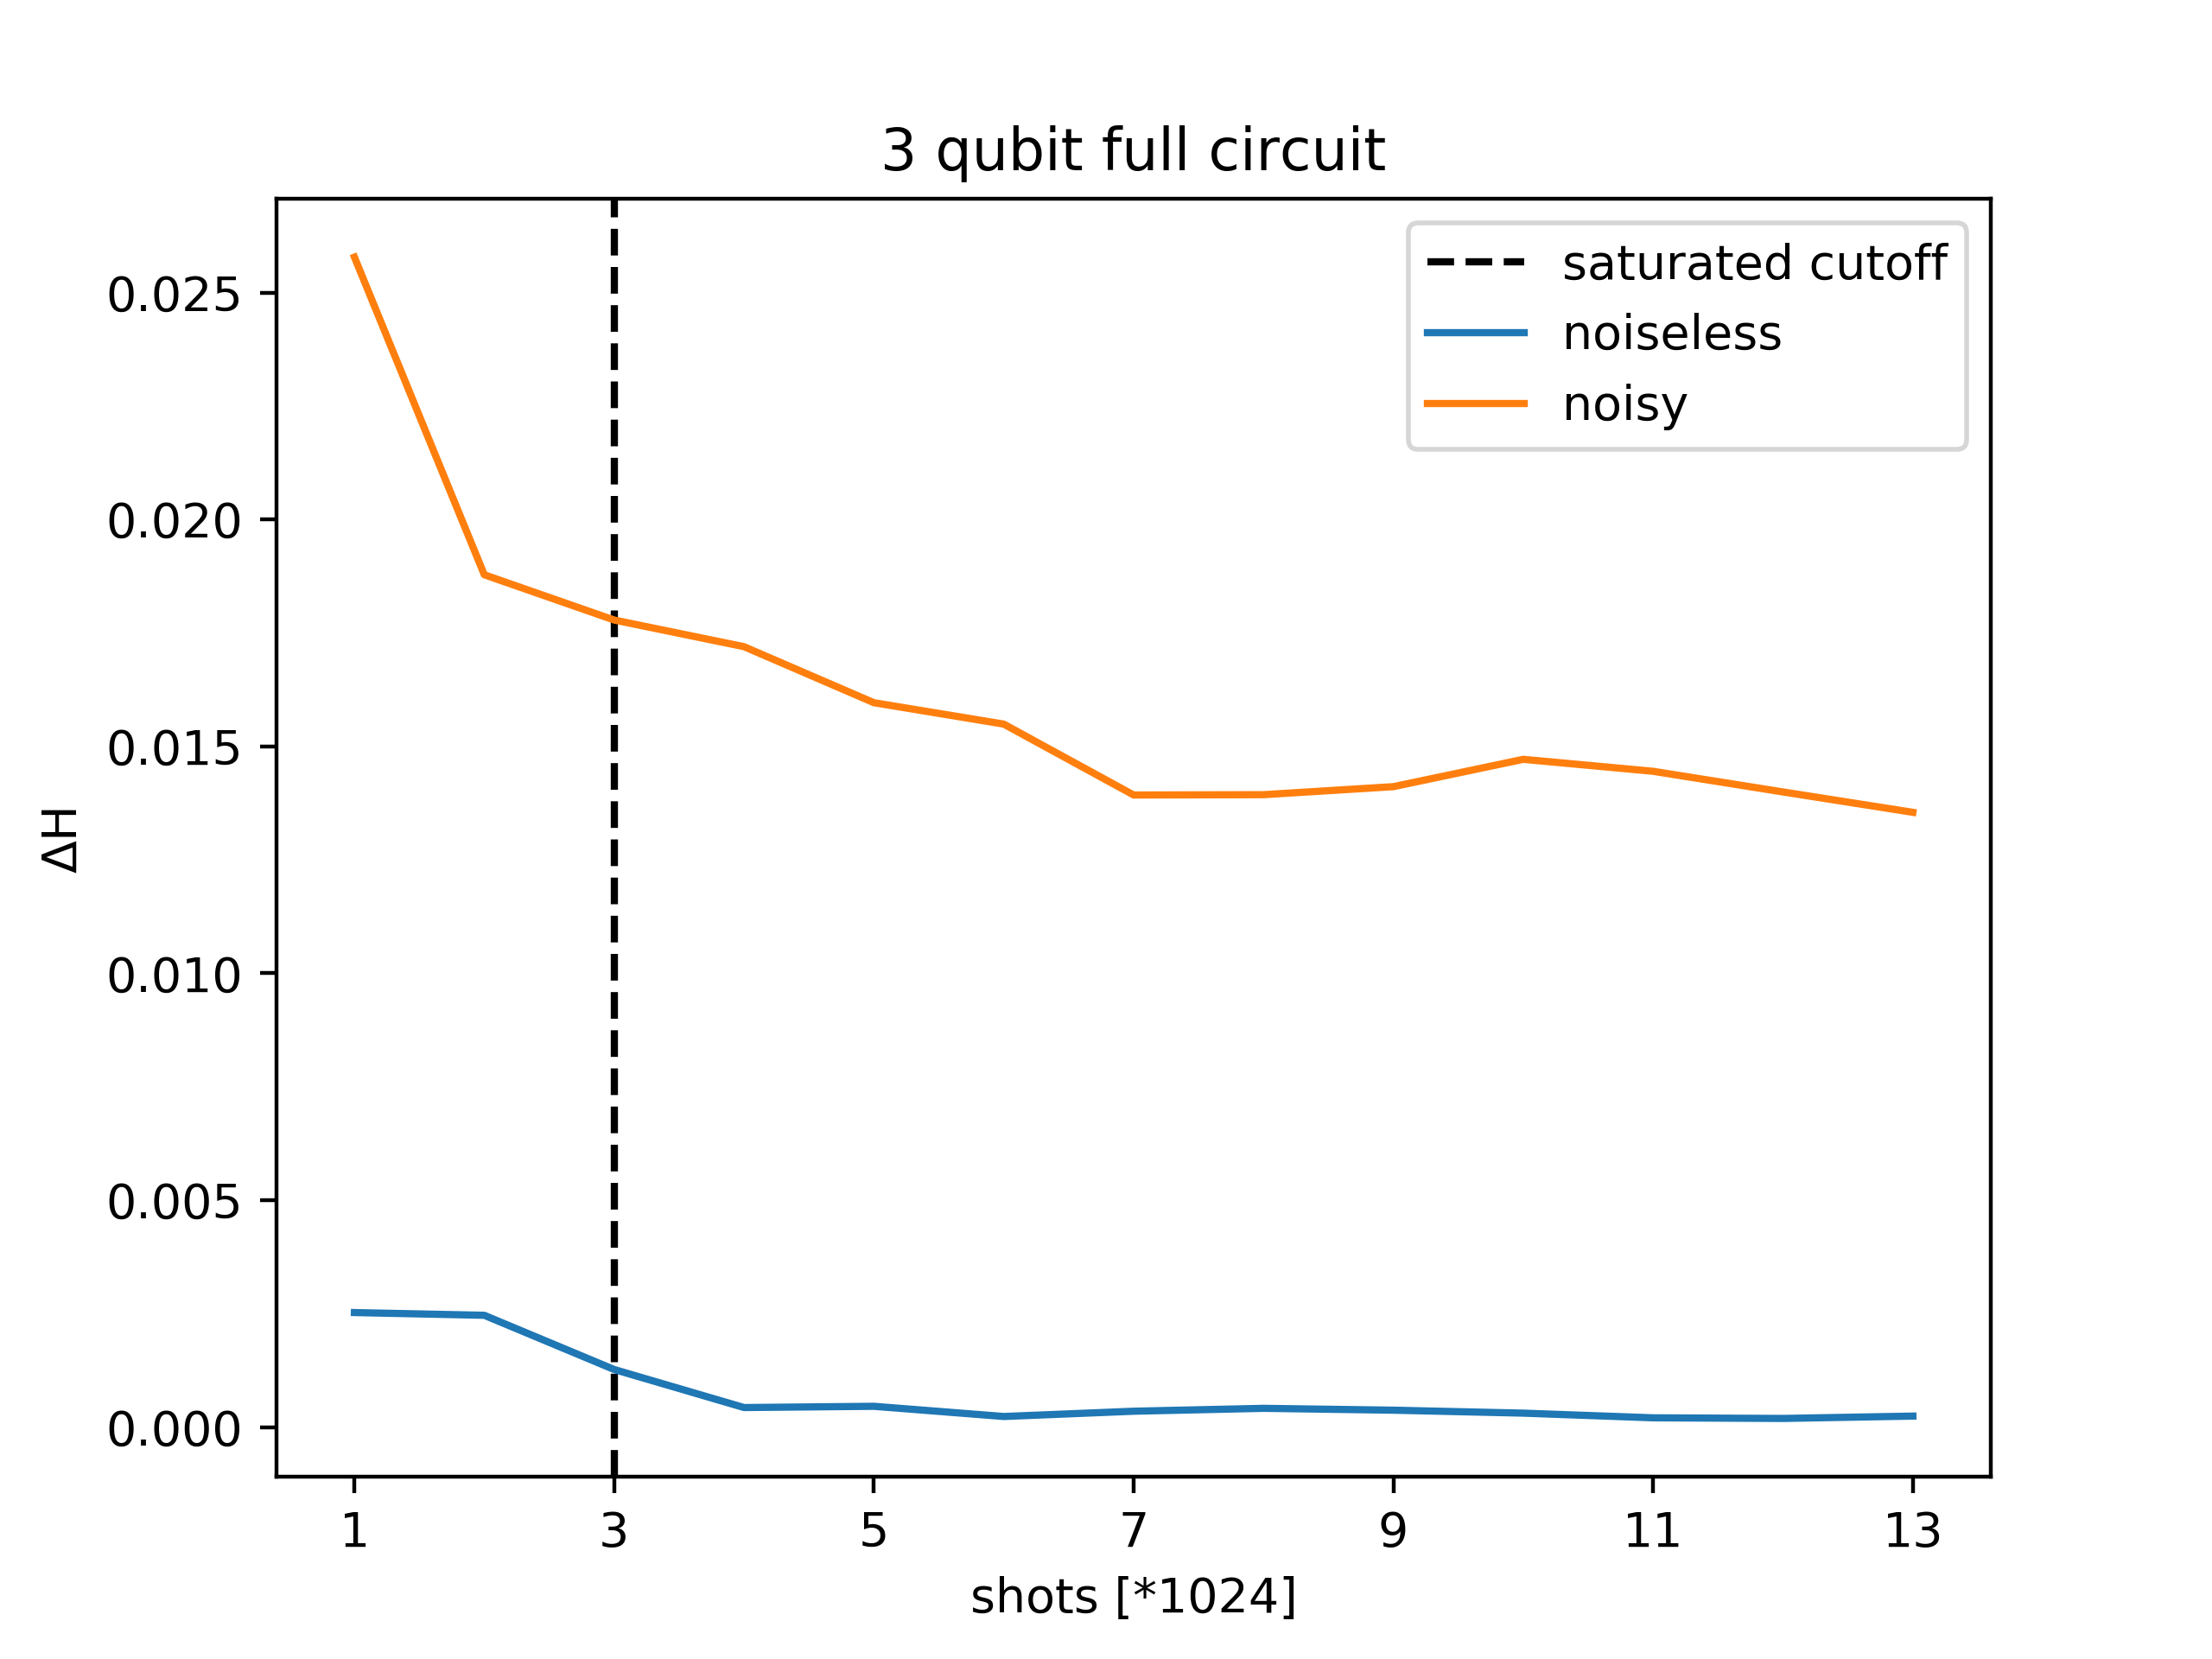 3 qubit full circuit
saturated cutoff
noiseless
noisy
0.025
0.020
0.015
0.010
0.005
0.000
ΔH
1 3 5 7 9 11 13
shots [*1024]